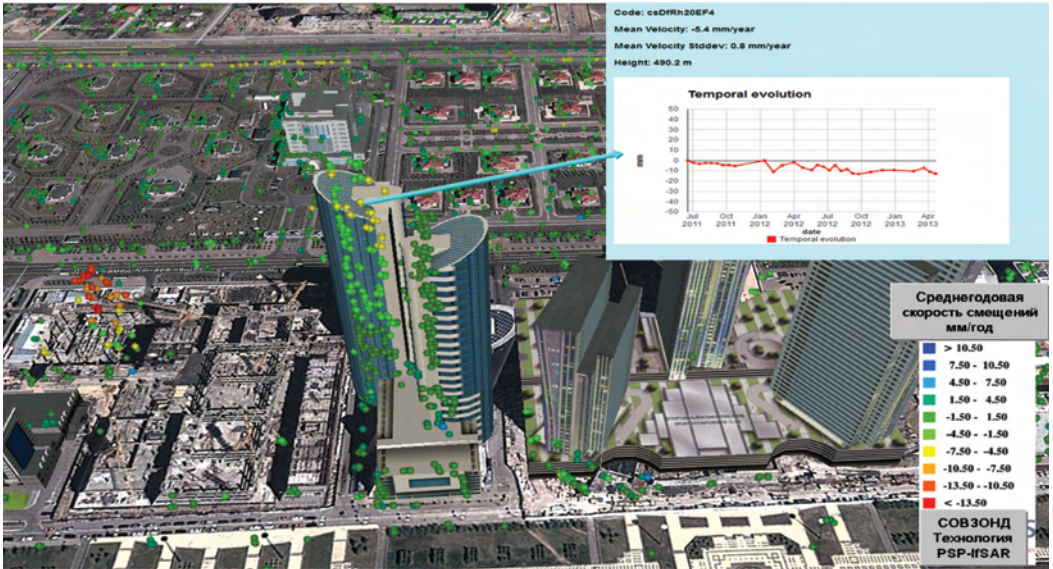 Code: csDfRh20EF4
Mean Velocity: -5.4 mm/year
Mean Velocity Stddev: 0.8 mm/year
Height: 490.2 m
Temporal evolution
50
40
30
20
10
0
-10
-20
-30
-40
-50
mm
Jul 2011
Oct 2011
Jan 2012
Apr 2012
Jul 2012
Oct 2012
Jan 2013
Apr 2013
date
Temporal evolution
Среднегодовая
скорость смещений
мм/год
> 10.50
7.50 - 10.50
4.50 - 7.50
1.50 - 4.50
-1.50 - 1.50
-4.50 - -1.50
-7.50 - -4.50
-10.50 - -7.50
-13.50 - -10.50
< -13.50
СОВЗОНД
Технология
PSP-IfSAR